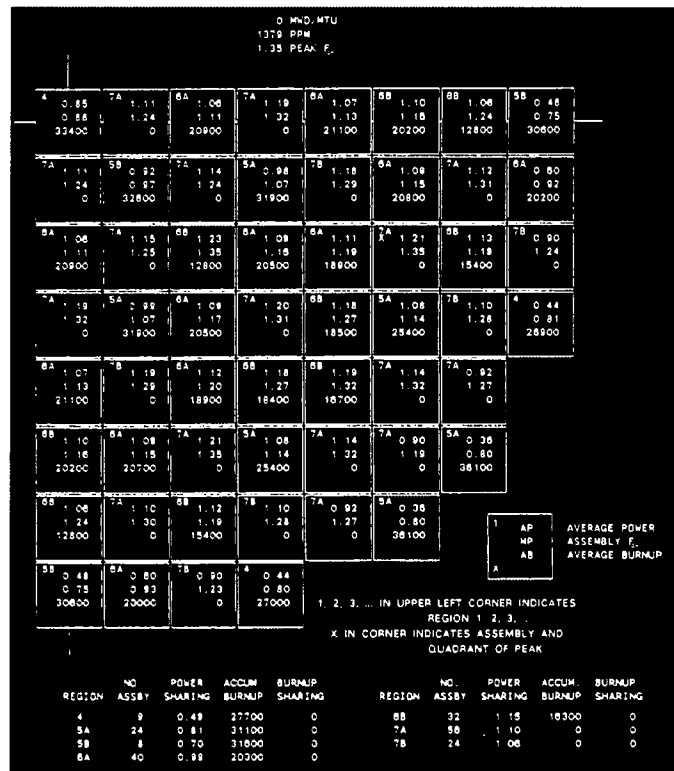 0 MWD/MTU
1379 PPM
1.35 PEAK F
4 7A 6A 7A 6A 6B 6B 5B
0.85 1.11 1.06 1.19 1.07 1.10 1.06 0.48
0.88 1.24 1.11 1.32 1.13 1.16 1.24 0.75
33400 0 20900 0 21100 20200 12800 30600
7A 5B 7A 5A 7B 6A 7A 6A
1.11 0.92 1.14 0.98 1.18 1.09 1.12 0.80
1.24 0.97 1.24 1.07 1.29 1.15 1.31 0.92
0 32800 0 31900 0 20800 0 20200
6A 7A 6B 6A 6A 7A 6B 7B
1.06 1.15 1.23 1.09 1.11 X 1.21 1.13 0.90
1.11 1.25 1.35 1.16 1.19 1.35 1.19 1.24
20900 0 12800 20500 18900 0 15400 0
7A 5A 6A 7A 6B 5A 7B 4
1.19 0.99 1.09 1.20 1.18 1.06 1.10 0.44
1.32 1.07 1.17 1.31 1.27 1.14 1.28 0.81
0 31900 20500 0 18500 25400 0 26900
6A 7B 6A 6B 6B 7A 7A
1.07 1.19 1.12 1.18 1.19 1.14 0.92
1.13 1.29 1.20 1.27 1.32 1.32 1.27
21100 0 18900 18400 16700 0 0
6B 6A 7A 5A 7A 7A 5A
1.10 1.09 1.21 1.06 1.14 0.90 0.36
1.16 1.15 1.35 1.14 1.32 1.19 0.80
20200 20700 0 25400 0 0 36100
6B 7A 6B 7B 7A 5A
1.06 1.10 1.12 1.10 0.92 0.36
1.24 1.30 1.19 1.28 1.27 0.80
12800 0 15400 0 0 36100
5B 6A 7B 4
0.48 0.80 0.90 0.44
0.75 0.93 1.23 0.80
30600 20000 0 27000
1 AP AVERAGE POWER
MP ASSEMBLY F
AB AVERAGE BURNUP
X
1, 2, 3, ... IN UPPER LEFT CORNER INDICATES
REGION 1, 2, 3, .
X IN CORNER INDICATES ASSEMBLY AND
QUADRANT OF PEAK
NO. POWER ACCUM. BURNUP
REGION ASSBY SHARING BURNUP SHARING
4 9 0.49 27700 0
5A 24 0.81 31100 0
5B 8 0.70 31600 0
6A 40 0.99 20300 0
NO. POWER ACCUM. BURNUP
REGION ASSBY SHARING BURNUP SHARING
6B 32 1.15 16300 0
7A 56 1.10 0 0
7B 24 1.06 0 0